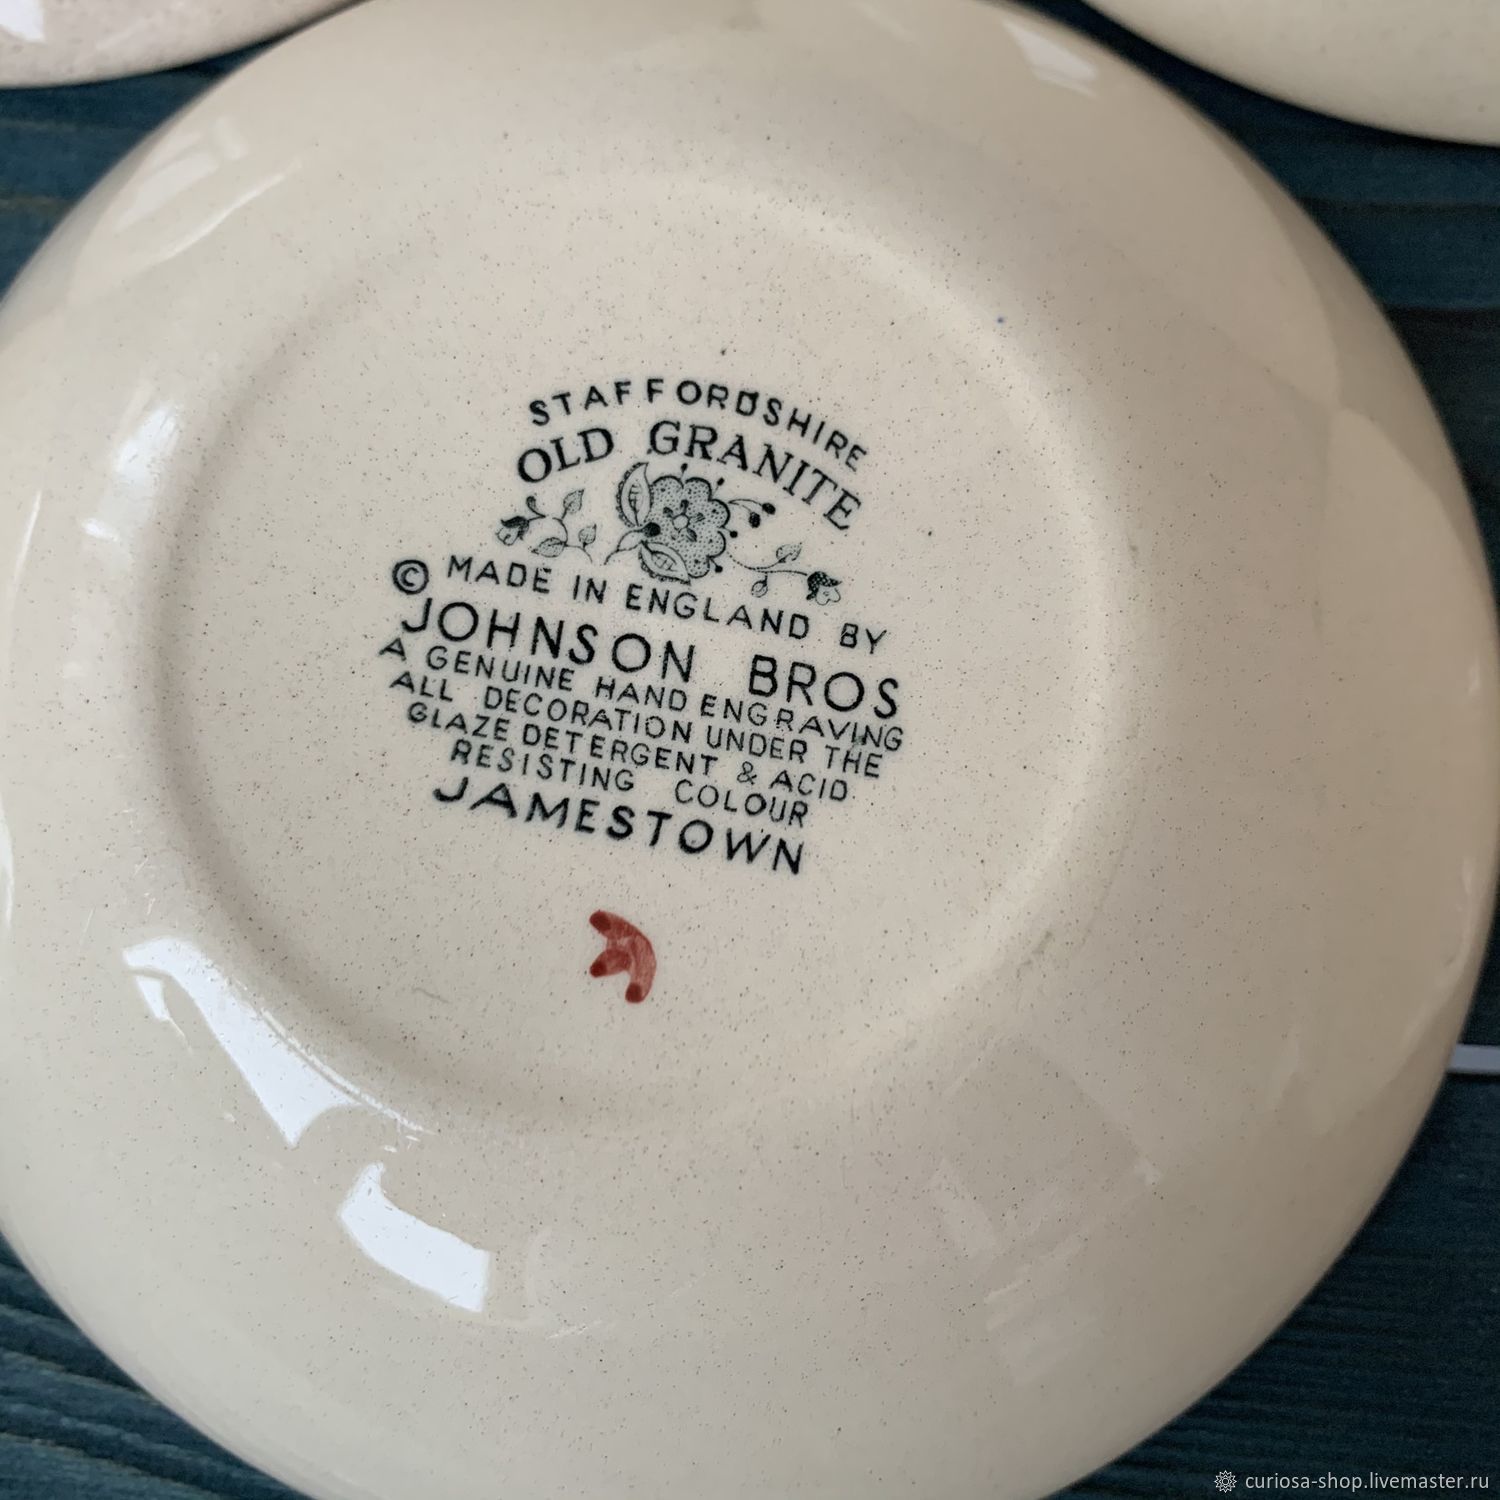 STAFFORDSHIRE
OLD GRANITE
© MADE IN ENGLAND BY
JOHNSON BROS
A GENUINE HAND ENGRAVING
ALL DECORATION UNDER THE
GLAZE DETERGENT & ACID
RESISTING COLOUR
JAMESTOWN
curiosa-shop.livemaster.ru